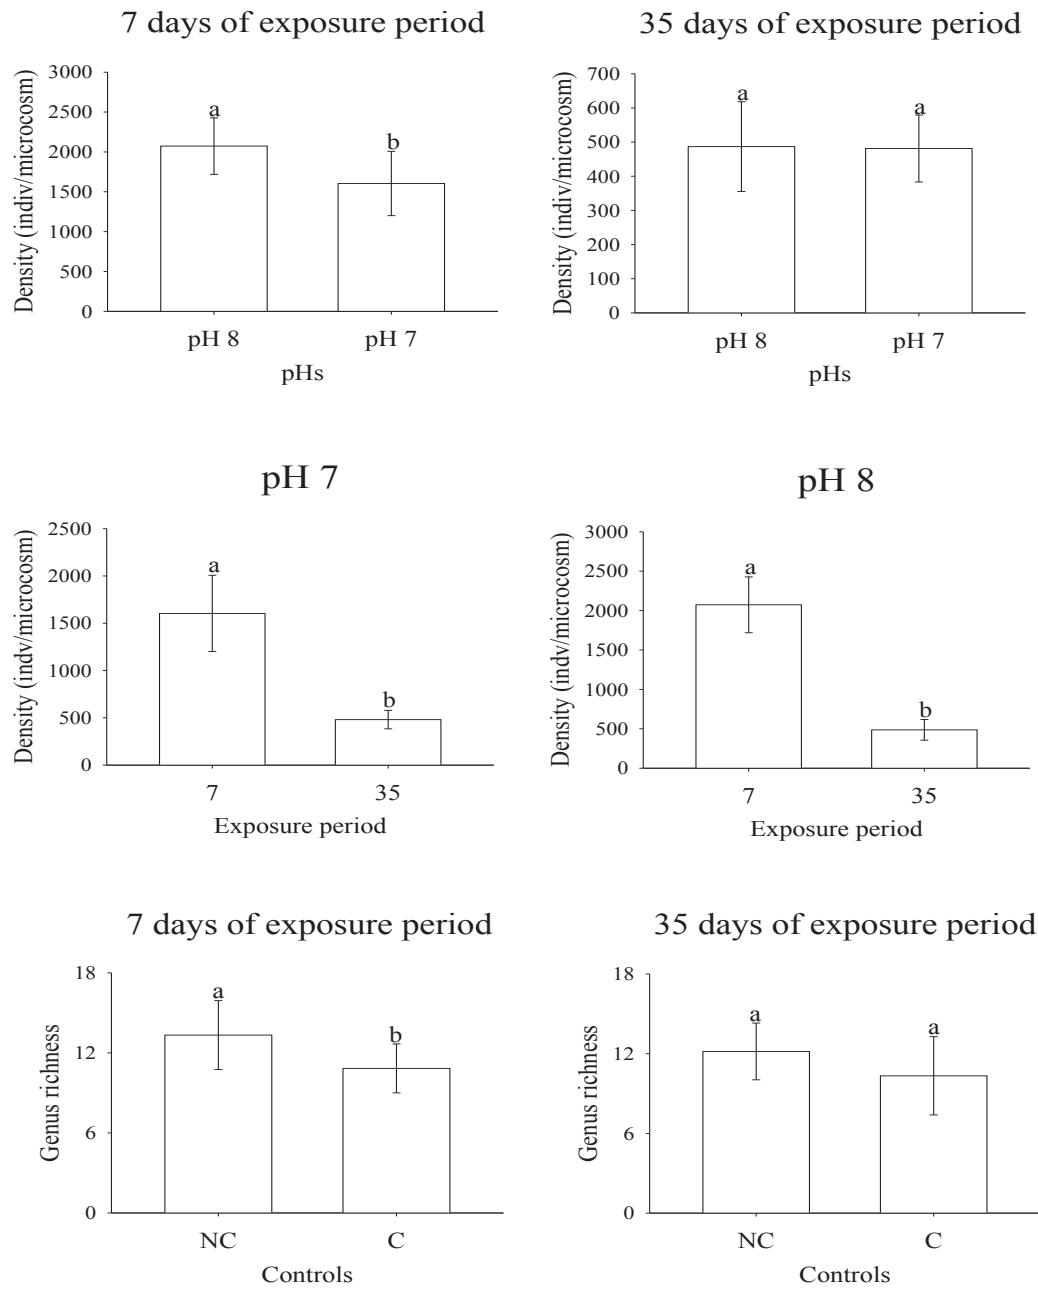 7 days of exposure period
Density (indiv/microcosm)
3000
2500
2000
1500
1000
500
0
a
b
pH 8
pH 7
pHs
35 days of exposure period
Density (indiv/microcosm)
700
600
500
400
300
200
100
0
a
a
pH 8
pH 7
pHs
pH 7
Density (indv/microcosm)
2500
2000
1500
1000
500
0
a
b
7
35
Exposure period
pH 8
Density (indv/microcosm)
3000
2500
2000
1500
1000
500
0
a
b
7
35
Exposure period
7 days of exposure period
Genus richness
18
12
6
0
a
b
NC
C
Controls
35 days of exposure period
Genus richness
18
12
6
0
a
a
NC
C
Controls